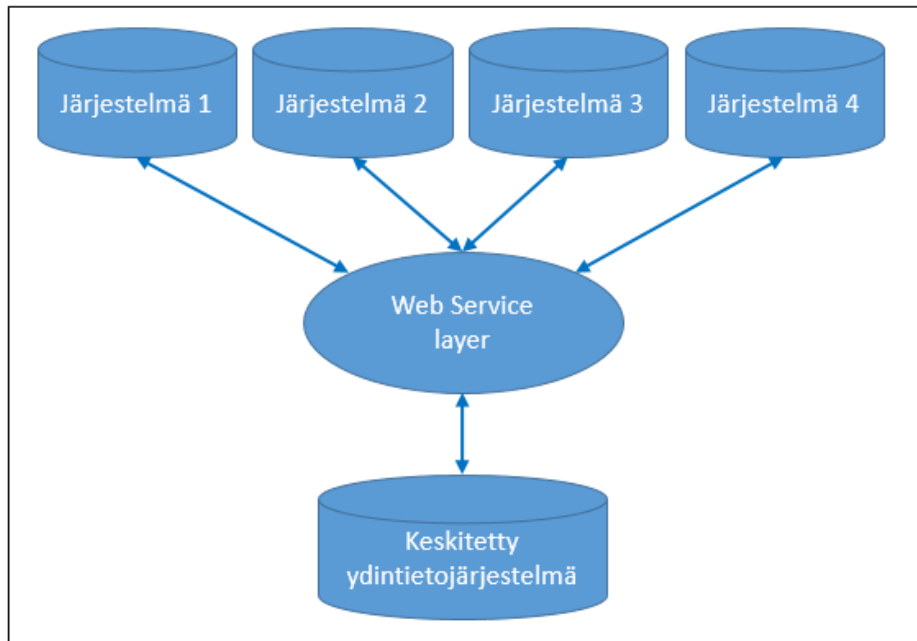 Järjestelmä 1
Järjestelmä 2
Järjestelmä 3
Järjestelmä 4
Web Service
layer
Keskitetty
ydintietojärjestelmä